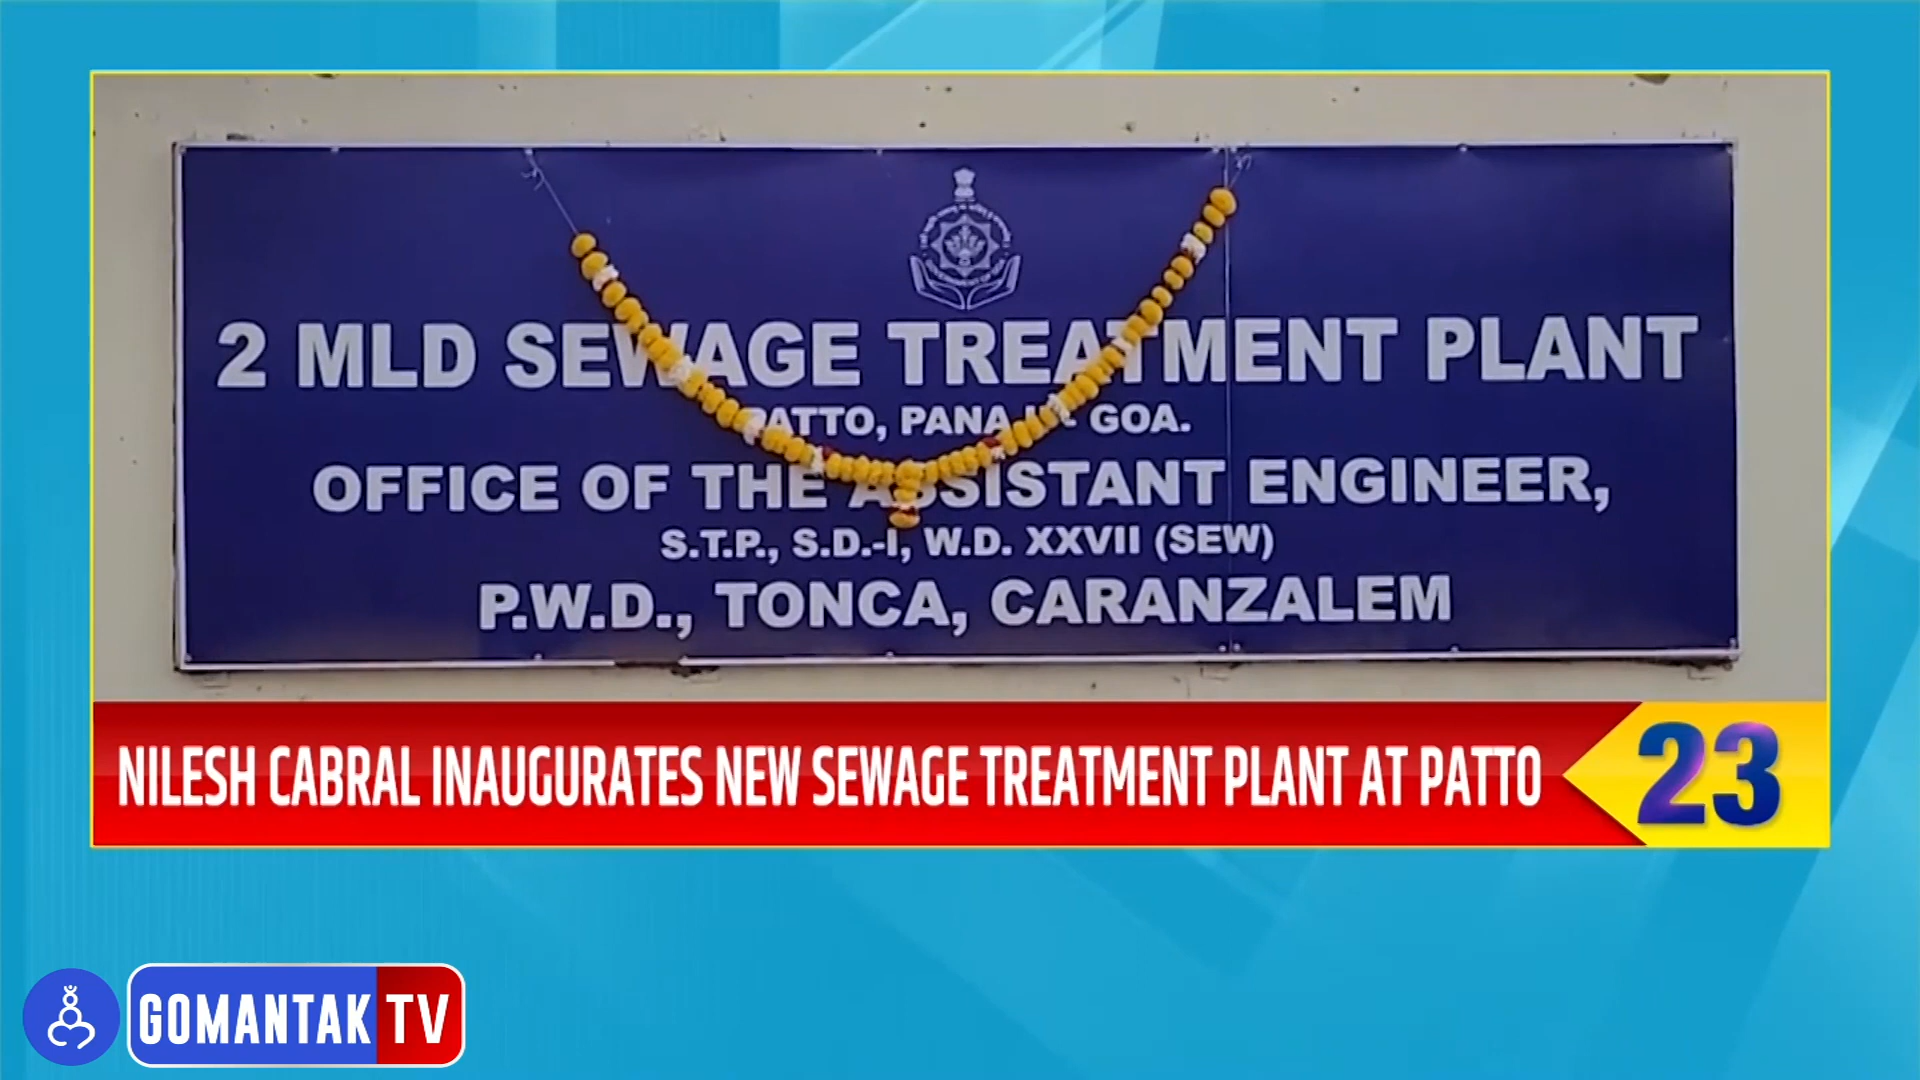 2 MLD SEWAGE TREATMENT PLANT
PATTO, PANAJI - GOA.
OFFICE OF THE ASSISTANT ENGINEER,
S.T.P., S.D.-I, W.D. XXVII (SEW)
P.W.D., TONCA, CARANZALEM
NILESH CABRAL INAUGURATES NEW SEWAGE TREATMENT PLANT AT PATTO
23
GOMANTAK TV